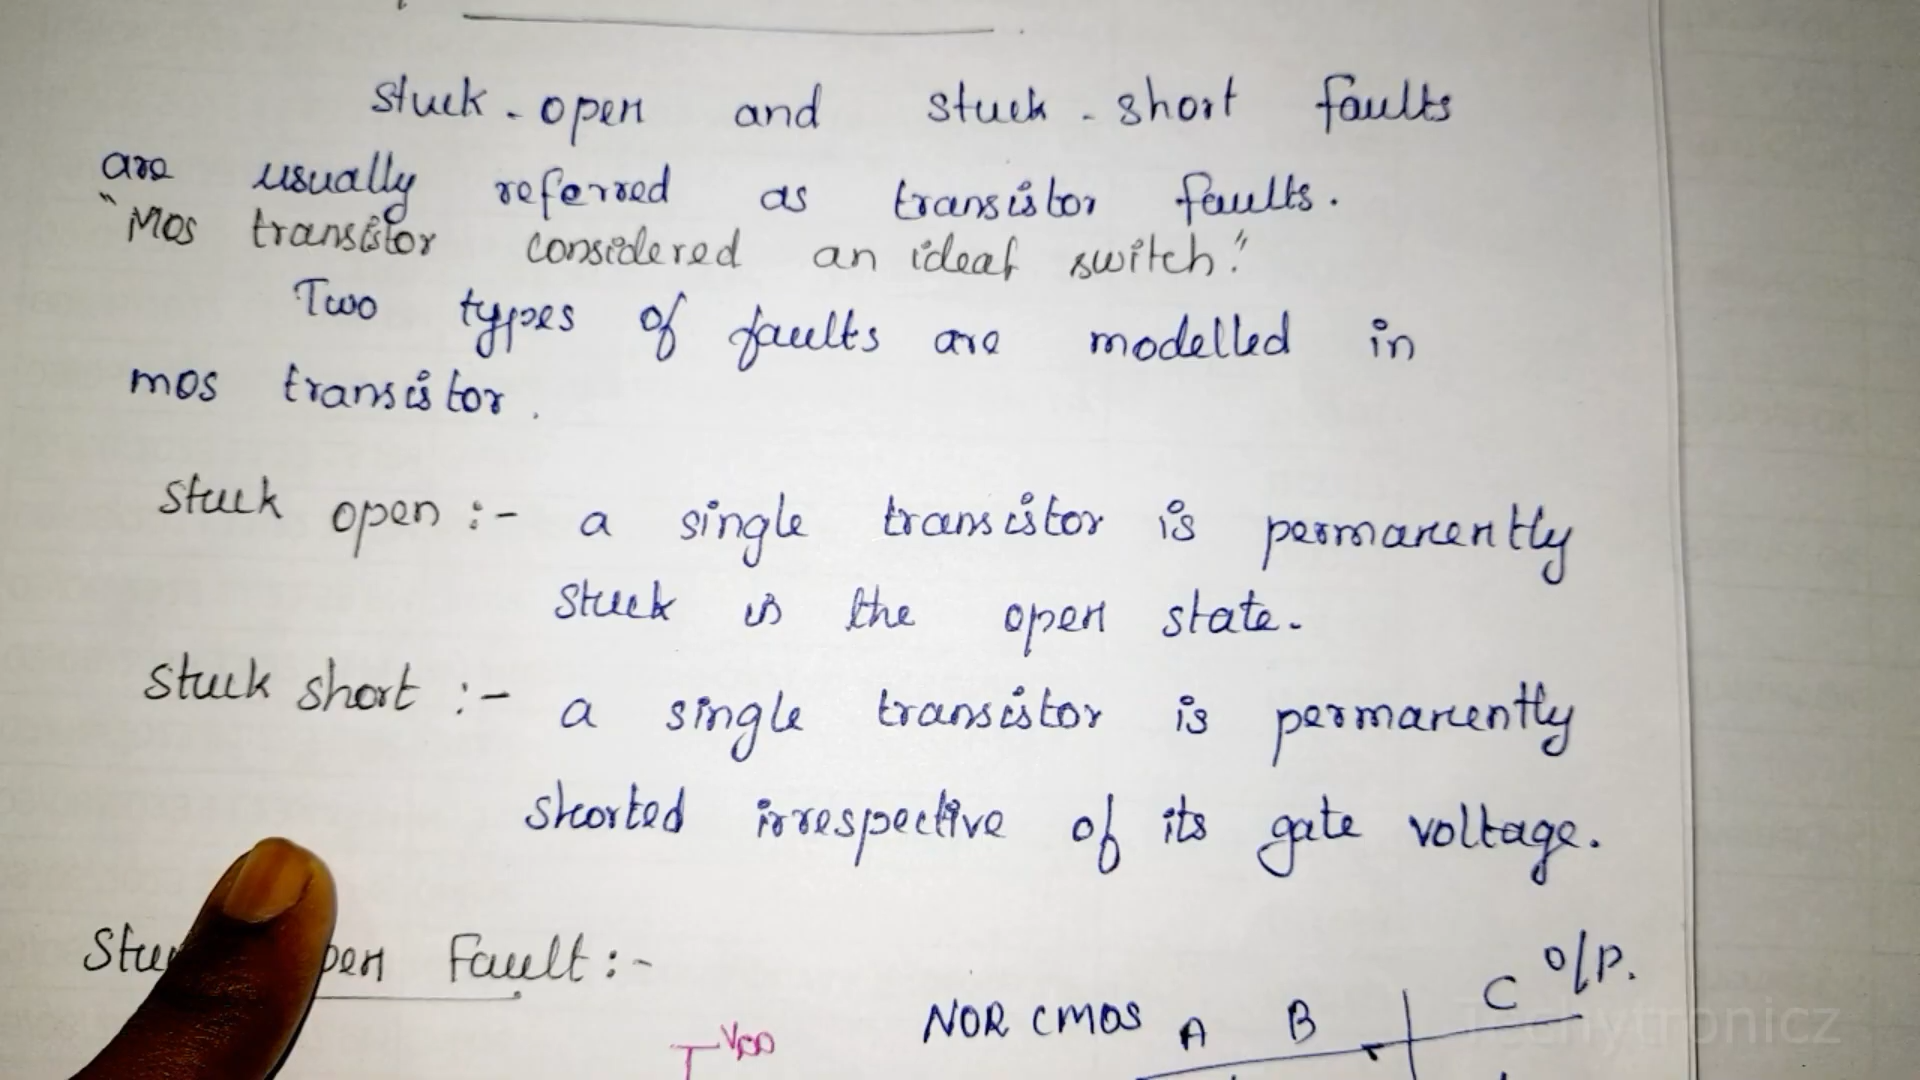 stuck-open and stuck-short faults
are usually referred as transistor faults.
"Mos transistor considered an ideal switch."
Two types of faults are modelled in
mos transistor.
Stuck open :- a single transistor is permanently
stuck is the open state.
Stuck short :- a single transistor is permanently
shorted irrespective of its gate voltage.
Fault :-
NOR CMOS A B C O/P.
VDD
Techytronicz